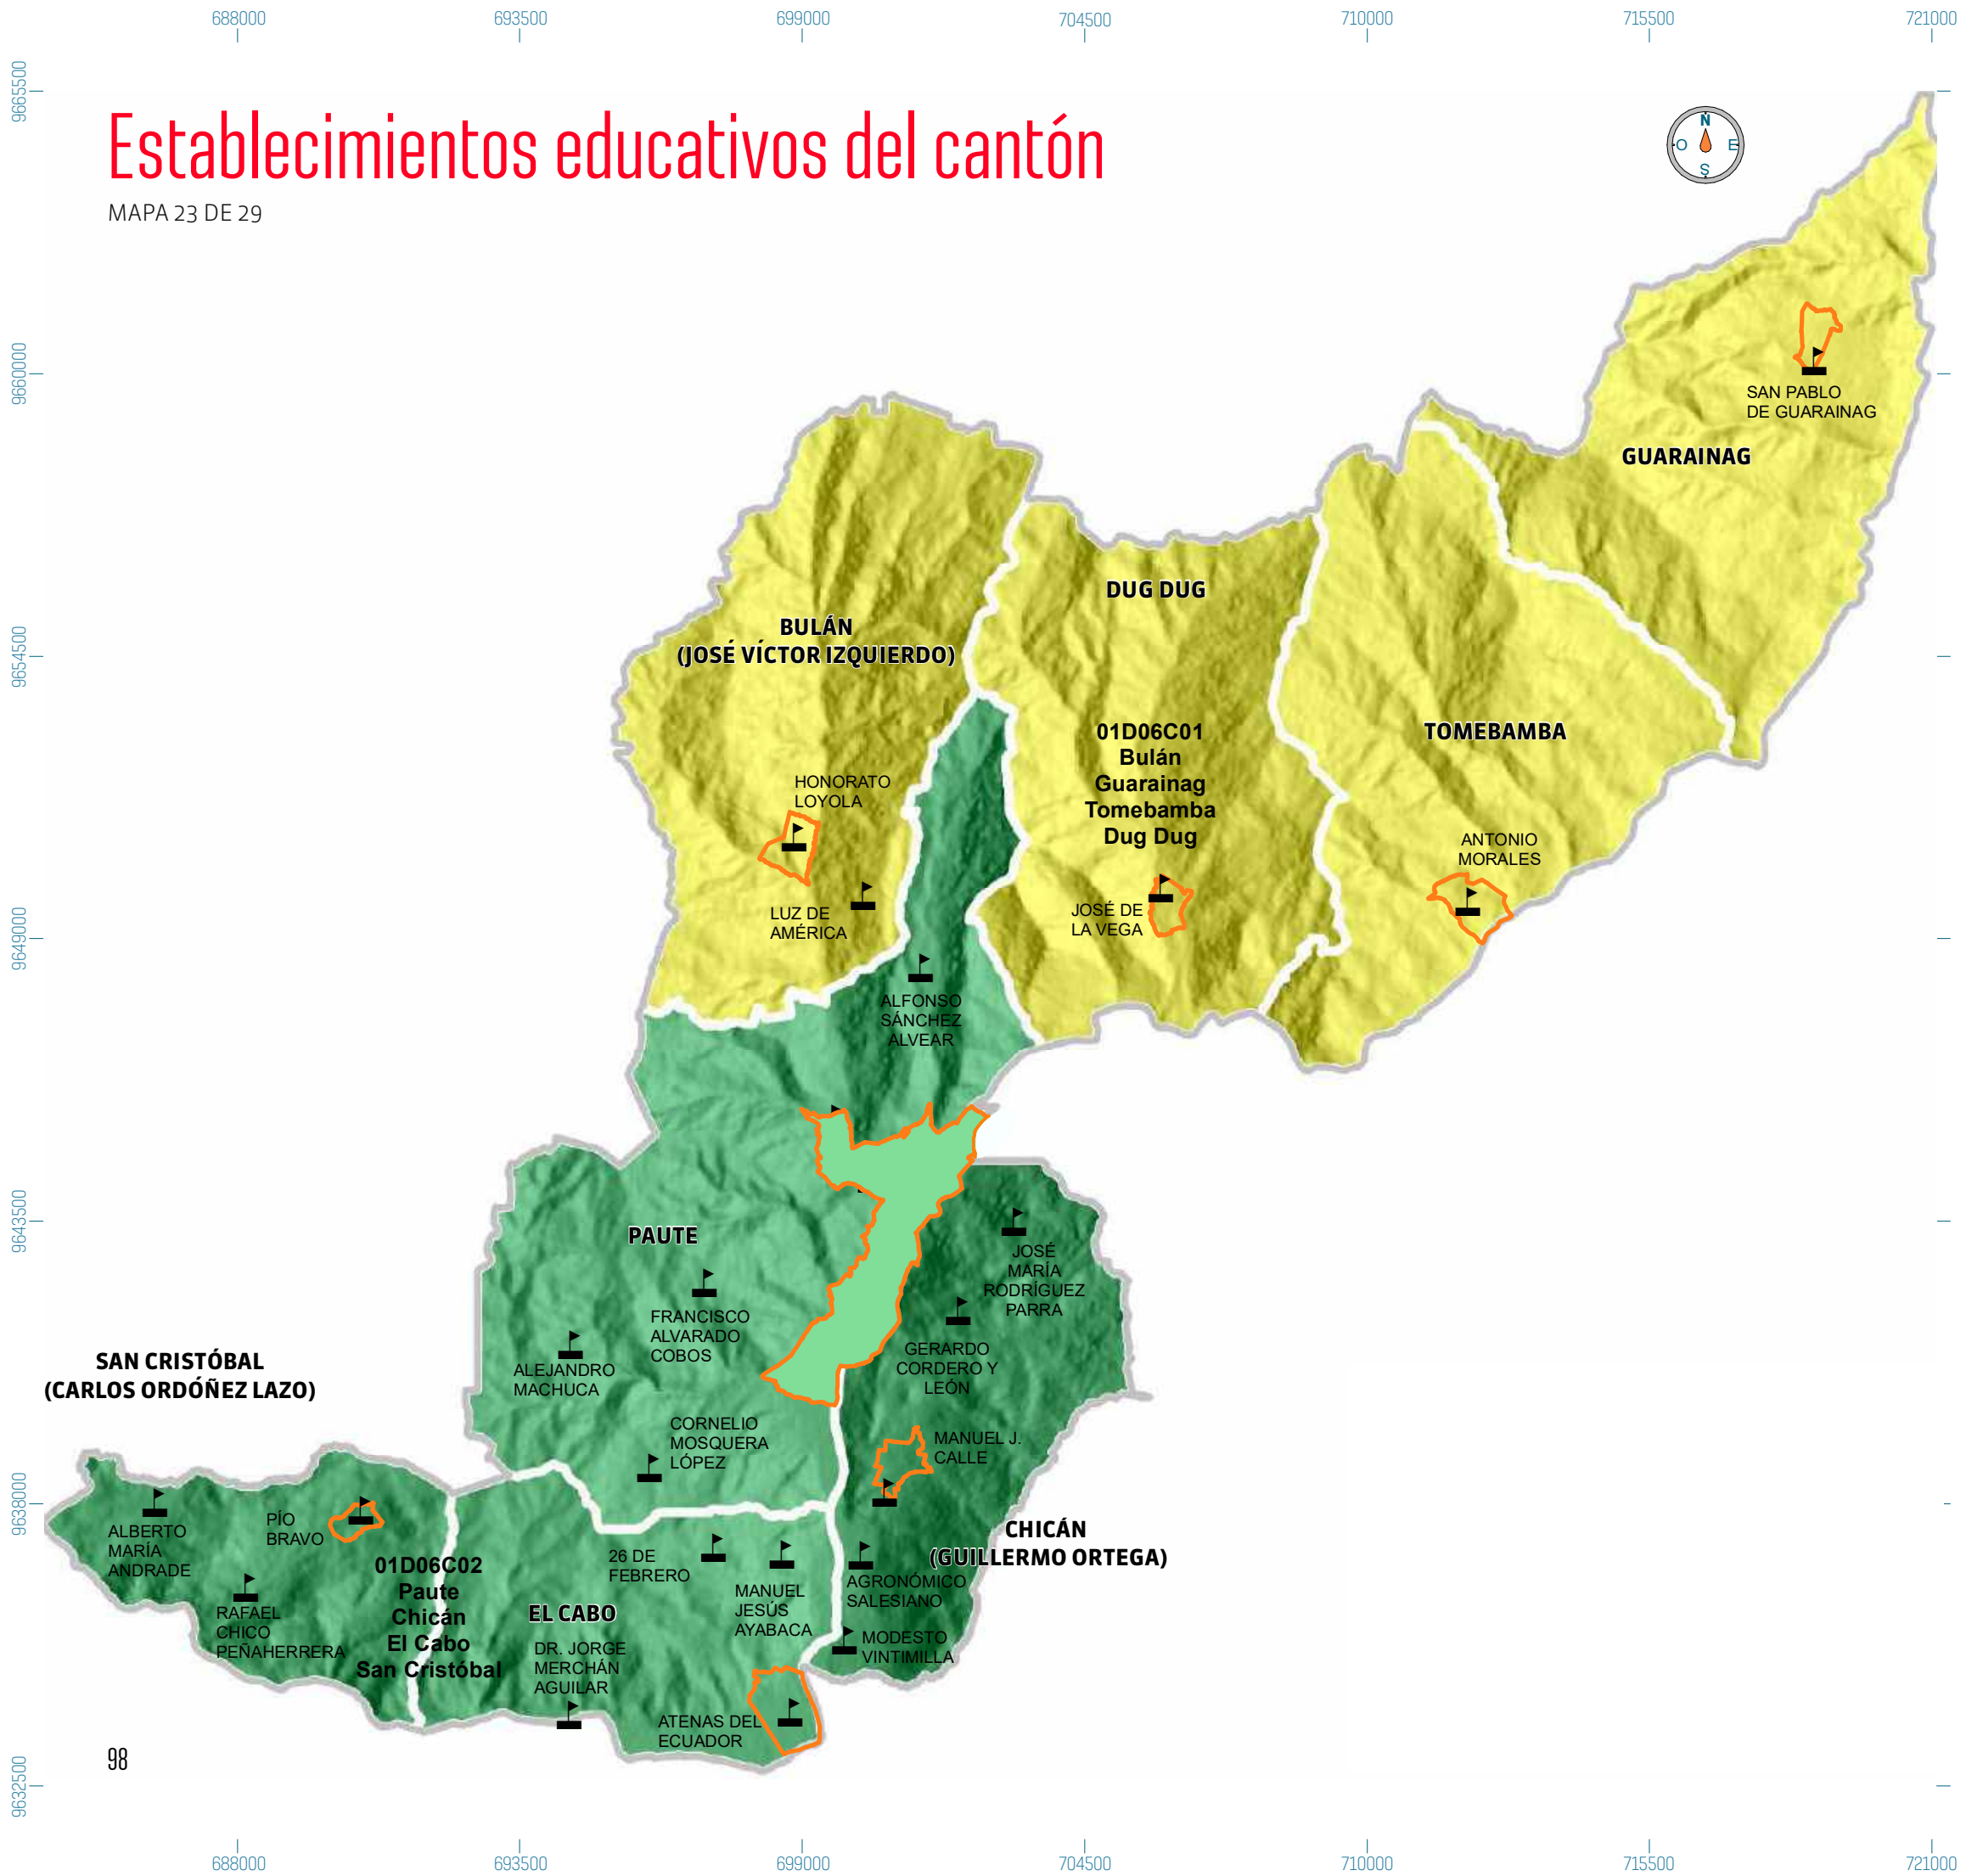 688000
693500
699000
704500
710000
715500
721000
9665500
9660000
9654500
9649000
9643500
9638000
9632500
Establecimientos educativos del cantón
MAPA 23 DE 29
N
O
E
S
SAN PABLO
DE GUARAINAG
GUARAINAG
DUG DUG
BULÁN
(JOSÉ VÍCTOR IZQUIERDO)
01D06C01
Bulán
Guarainag
Tomebamba
Dug Dug
TOMEBAMBA
HONORATO
LOYOLA
ANTONIO
MORALES
LUZ DE
AMÉRICA
JOSÉ DE
LA VEGA
ALFONSO
SÁNCHEZ
ALVEAR
PAUTE
JOSÉ
MARÍA
RODRÍGUEZ
PARRA
FRANCISCO
ALVARADO
COBOS
GERARDO
CORDERO Y
LEÓN
ALEJANDRO
MACHUCA
SAN CRISTÓBAL
(CARLOS ORDÓÑEZ LAZO)
CORNELIO
MOSQUERA
LÓPEZ
MANUEL J.
CALLE
PÍO
BRAVO
ALBERTO
MARÍA
ANDRADE
CHICÁN
(GUILLERMO ORTEGA)
26 DE
FEBRERO
01D06C02
Paute
Chicán
El Cabo
San Cristóbal
MANUEL
JESÚS
AYABACA
AGRONÓMICO
SALESIANO
RAFAEL
CHICO
PEÑAHERRERA
EL CABO
DR. JORGE
MERCHÁN
AGUILAR
MODESTO
VINTIMILLA
ATENAS DEL
ECUADOR
98
688000
693500
699000
704500
710000
715500
721000